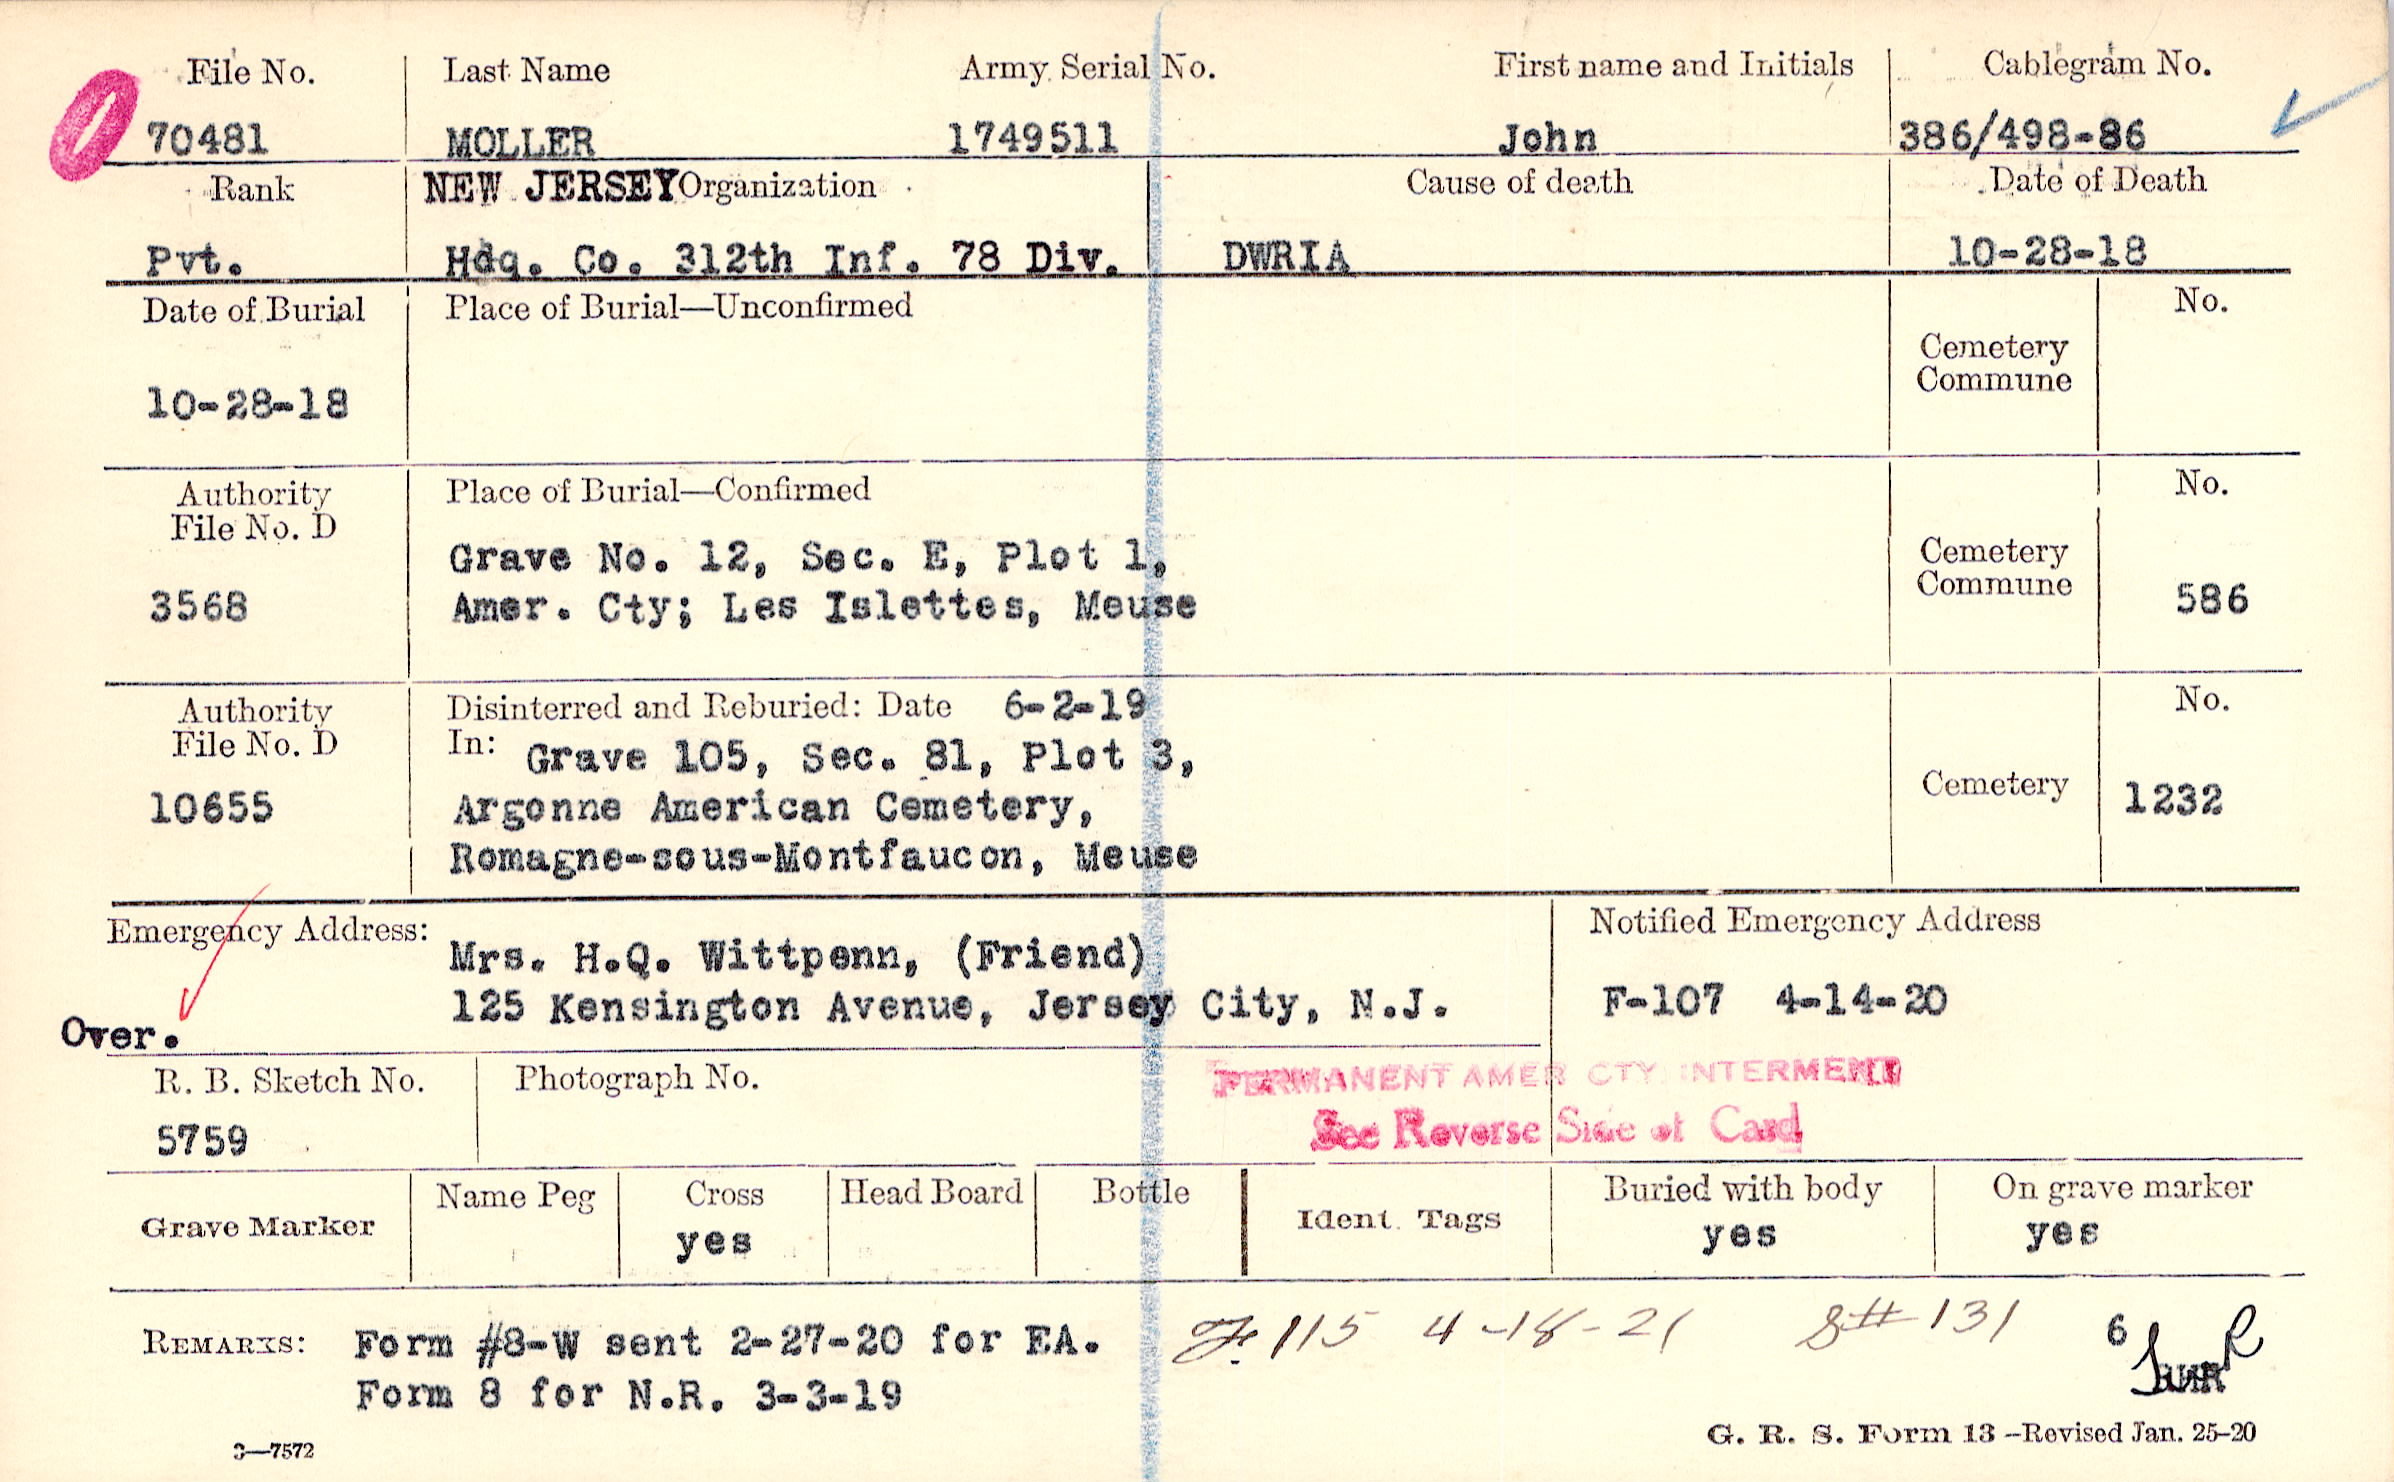 File No. Last Name Army Serial No. First name and Initials Cablegram No.
70481 MOLLER 1749511 John 386/498-86
Rank NEW JERSEY Organization Cause of death Date of Death
Pvt. Hdq. Co. 312th Inf. 78 Div. DWRIA 10-28-18
Date of Burial Place of Burial—Unconfirmed No.
Cemetery
Commune
10-28-18
Authority Place of Burial—Confirmed No.
File No. D
Grave No. 12, Sec. E, Plot 1, Cemetery
Commune
3568 Amer. Cty; Les Islettes, Meuse 586
Authority Disinterred and Reburied: Date 6-2-19 No.
File No. D In: Grave 105, Sec. 81, Plot 3,
Cemetery
10655 Argonne American Cemetery, 1232
Romagne-sous-Montfaucon, Meuse
Emergency Address: Notified Emergency Address
Mrs. H.Q. Wittpenn, (Friend)
125 Kensington Avenue, Jersey City, N.J. F-107 4-14-20
Over.
R. B. Sketch No. Photograph No. PERMANENT AMER CTY INTERMENT
5759 See Reverse Side of Card
Name Peg Cross Head Board Bottle Buried with body On grave marker
Grave Marker yes Ident. Tags yes yes
REMARKS: Form #8-W sent 2-27-20 for EA. F. 115 4-18-21 S# 131 6
Form 8 for N.R. 3-3-19
3—7572 G. R. S. Form 13—Revised Jan. 25-20